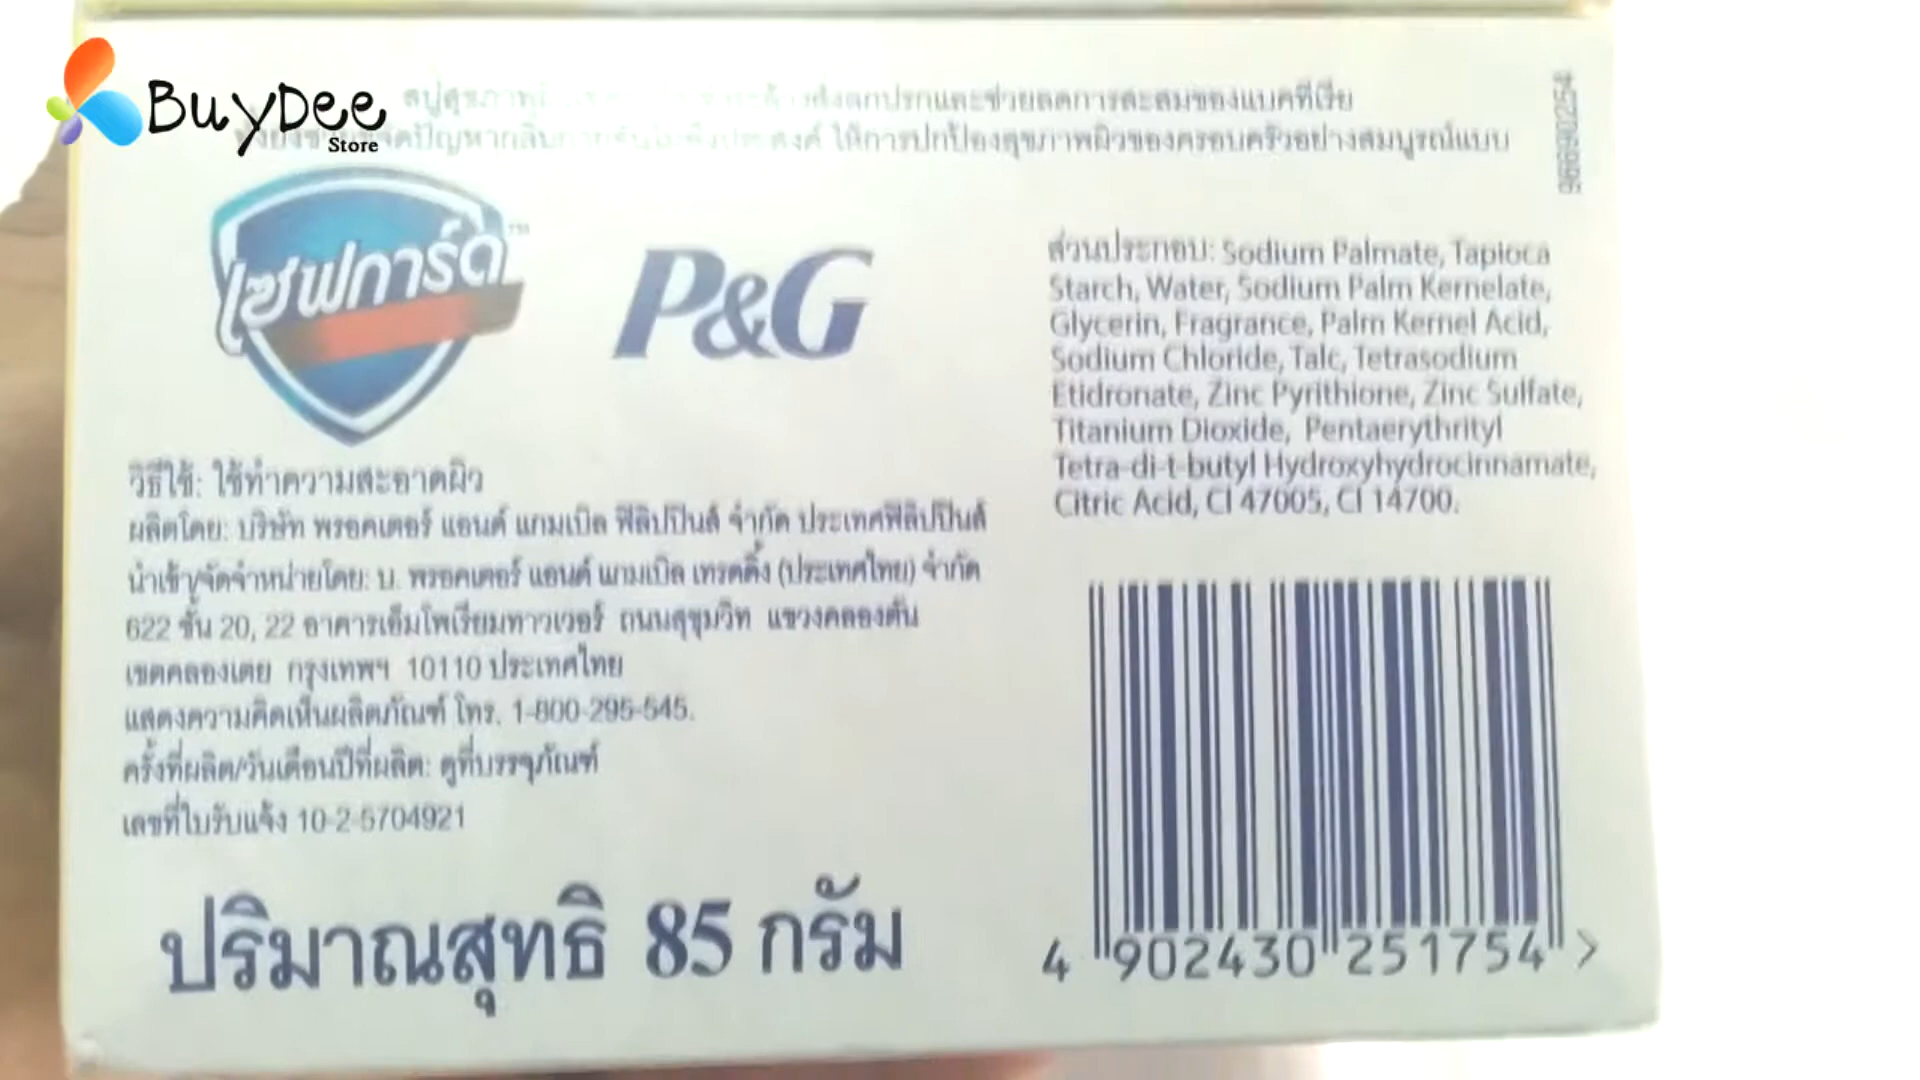 BuyDee
Store
สบู่สุขภาพ สิ่งสกปรกและช่วยลดการสะสมของแบคทีเรีย
ปัญหากลิ่น ให้การปกป้องสุขภาพผิวของครอบครัวอย่างสมบูรณ์แบบ
96690254
เซฟการ์ด™
P&G
ส่วนประกอบ: Sodium Palmate, Tapioca
Starch, Water, Sodium Palm Kernelate,
Glycerin, Fragrance, Palm Kernel Acid,
Sodium Chloride, Talc, Tetrasodium
Etidronate, Zinc Pyrithione, Zinc Sulfate,
Titanium Dioxide, Pentaerythrityl
Tetra-di-t-butyl Hydroxyhydrocinnamate,
Citric Acid, CI 47005, CI 14700.
วิธีใช้: ใช้ทำความสะอาดผิว
ผลิตโดย: บริษัท พรอคเตอร์ แอนด์ แกมเบิล ฟิลิปปินส์ จำกัด ประเทศฟิลิปปินส์
นำเข้า/จัดจำหน่ายโดย: บ. พรอคเตอร์ แอนด์ แกมเบิล เทรดดิ้ง (ประเทศไทย) จำกัด
622 ชั้น 20, 22 อาคารเอ็มโพเรียมทาวเวอร์ ถนนสุขุมวิท แขวงคลองตัน
เขตคลองเตย กรุงเทพฯ 10110 ประเทศไทย
แสดงความคิดเห็นผลิตภัณฑ์ โทร. 1-800-295-545.
ครั้งที่ผลิต/วันเดือนปีที่ผลิต: ดูที่บรรจุภัณฑ์
เลขที่ใบรับแจ้ง 10-2-5704921
ปริมาณสุทธิ 85 กรัม
4 902430 251754 >